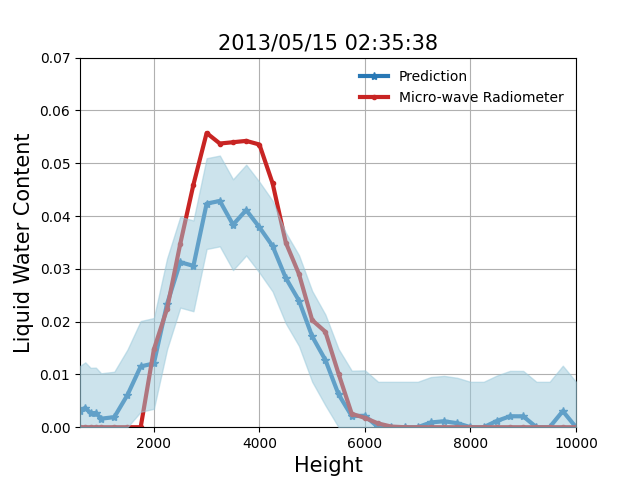 2013/05/15 02:35:38
Prediction
Micro-wave Radiometer
Liquid Water Content
0.07
0.06
0.05
0.04
0.03
0.02
0.01
0.00
2000 4000 6000 8000 10000
Height